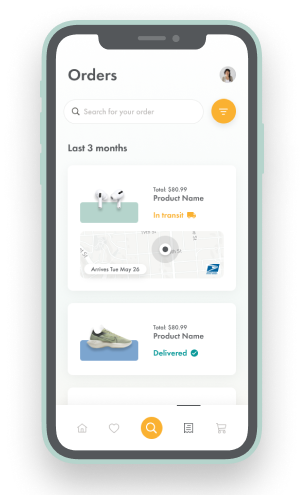 Orders
Search for your order
Last 3 months
Total: $80.99
Product Name
In transit
Arrives Tue May 26
Total: $80.99
Product Name
Delivered